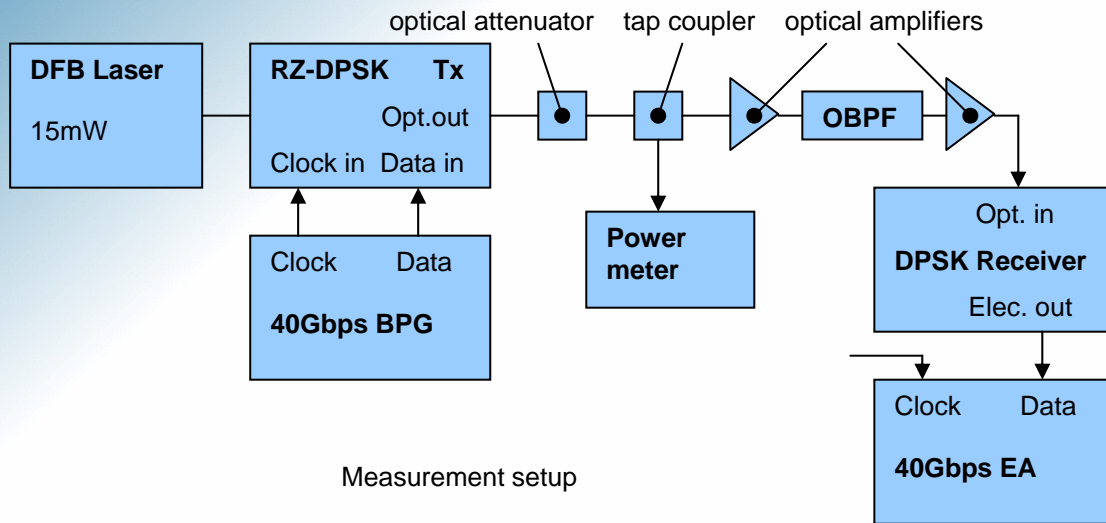 optical attenuator tap coupler optical amplifiers
DFB Laser
15mW
RZ-DPSK Tx
Opt.out
Clock in Data in
OBPF
Clock Data
40Gbps BPG
Power
meter
Opt. in
DPSK Receiver
Elec. out
Clock Data
40Gbps EA
Measurement setup